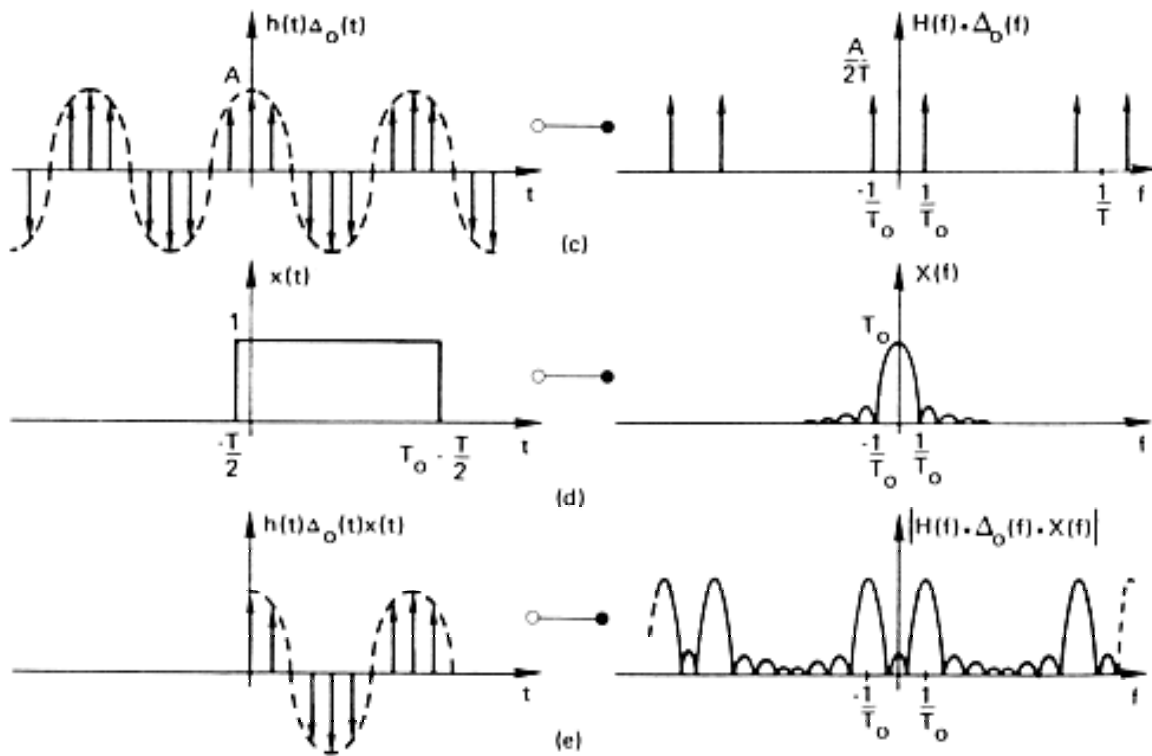 h(t)Δo(t)
H(f) * Δo(f)
A
A/2T
t
-1/To
1/To
1/T
f
(c)
x(t)
X(f)
1
To
-T/2
To - T/2
t
-1/To
1/To
f
(d)
h(t)Δo(t)x(t)
|H(f) * Δo(f) * X(f)|
t
-1/To
1/To
f
(e)